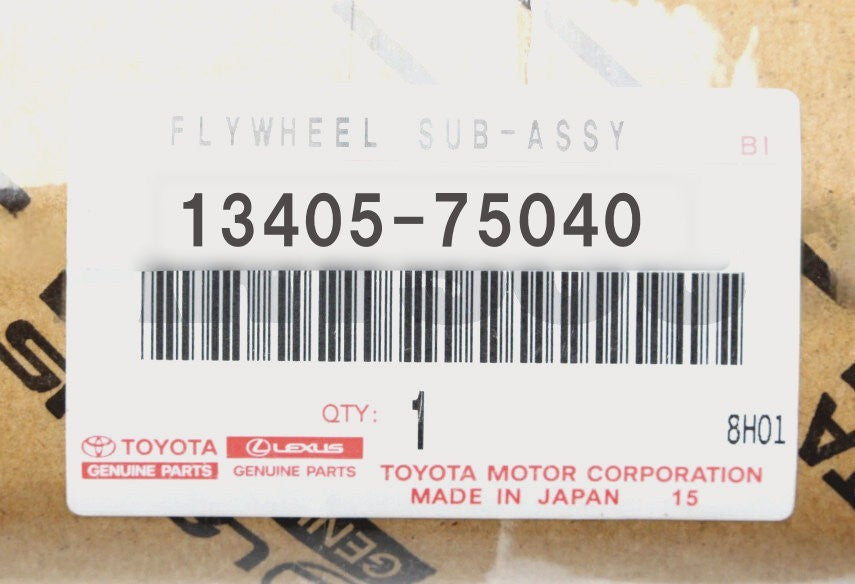 FLYWHEEL SUB-ASSY
BI
13405-75040
QTY: 1
8H01
TOYOTA LEXUS
GENUINE PARTS GENUINE PARTS
TOYOTA MOTOR CORPORATION
MADE IN JAPAN 15